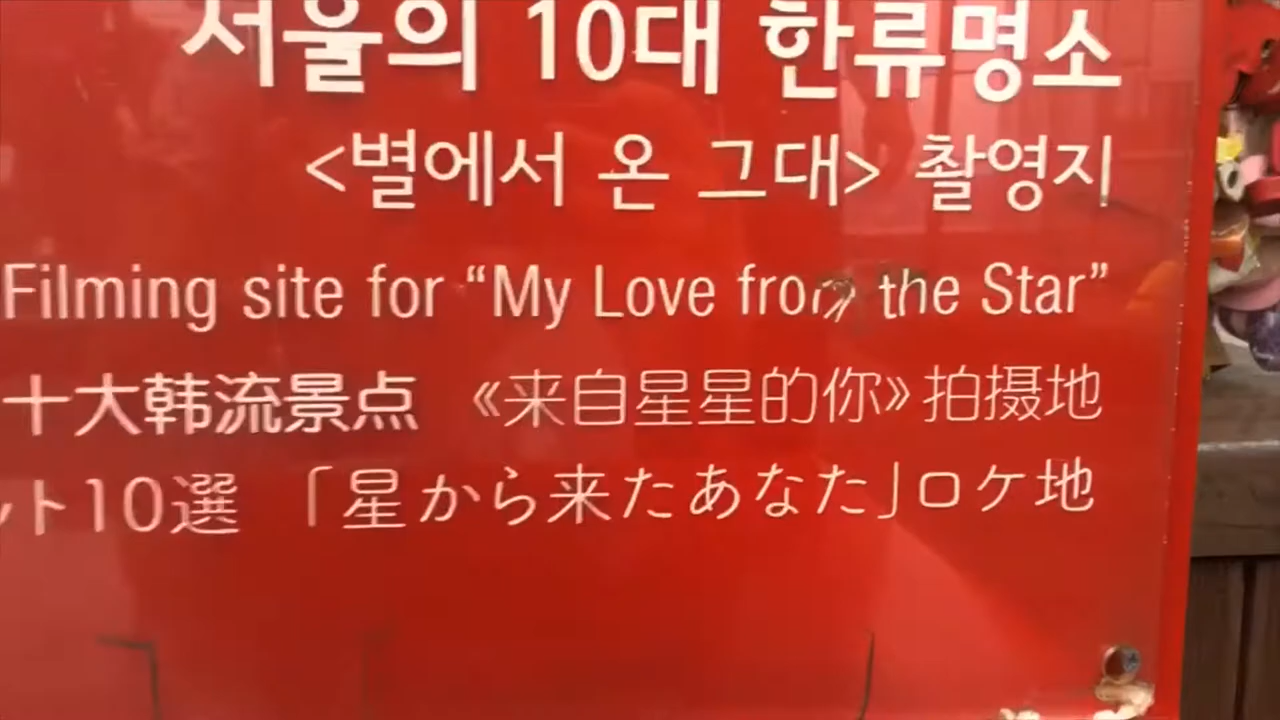 서울의 10대 한류명소
<별에서 온 그대> 촬영지
Filming site for “My Love from the Star”
十大韩流景点 《来自星星的你》拍摄地
ット10選 「星から来たあなた」ロケ地